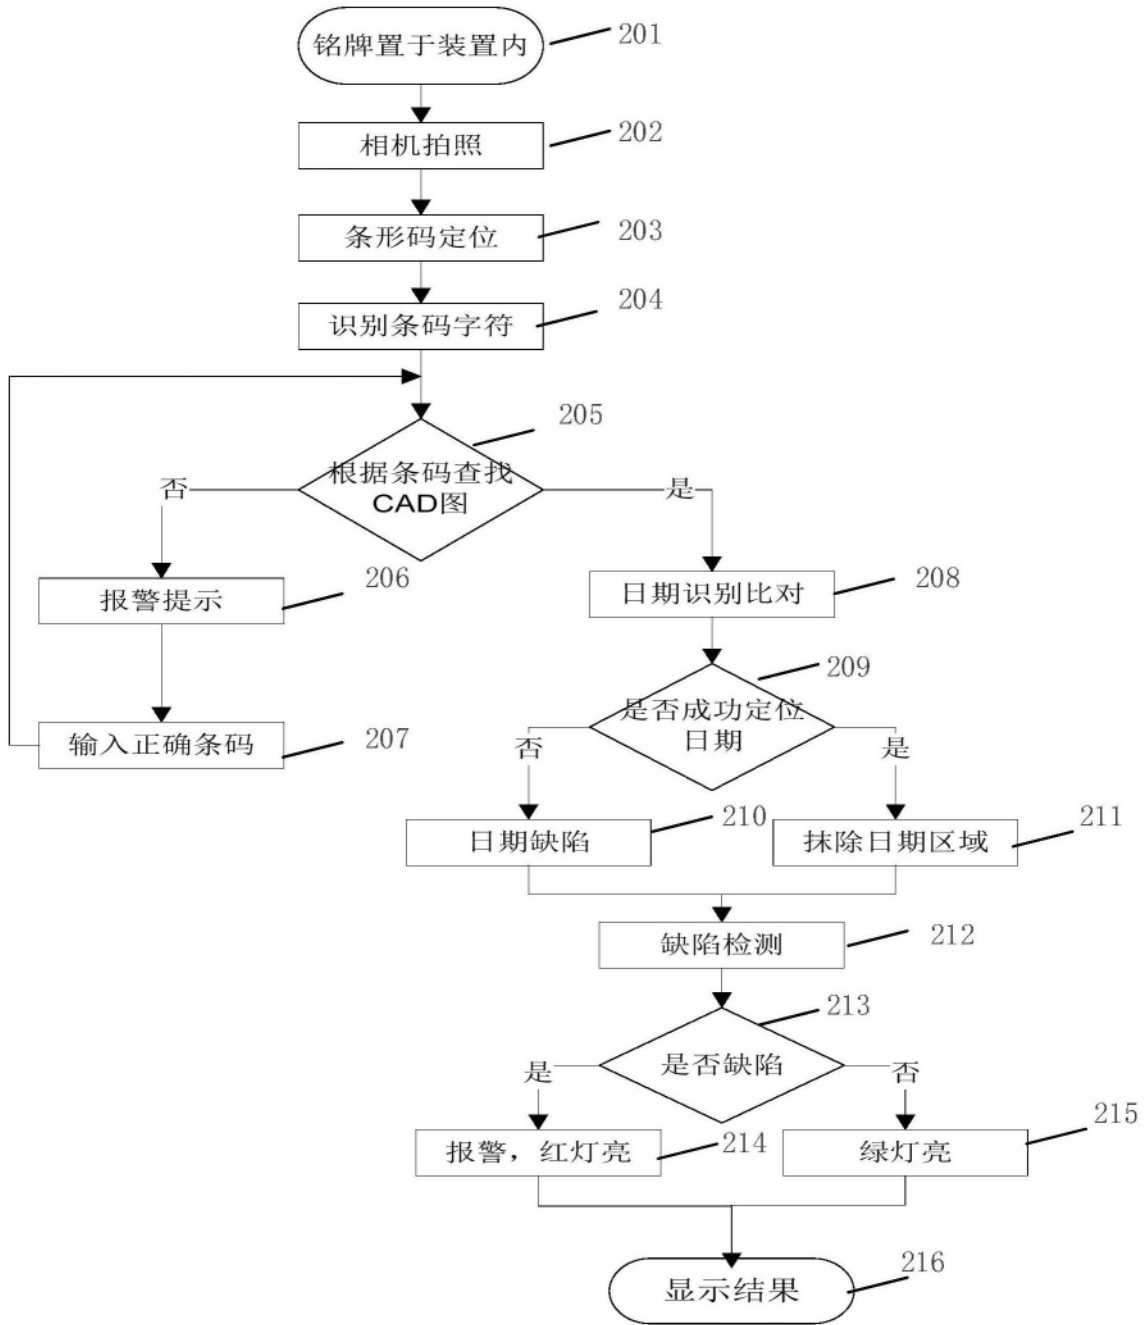 铭牌置于装置内
201
相机拍照
202
条形码定位
203
识别条码字符
204
205
根据条码查找
CAD图
否
是
报警提示
206
日期识别比对
208
209
是否成功定位
日期
输入正确条码
207
否
是
日期缺陷
210
抹除日期区域
211
缺陷检测
212
213
是否缺陷
是
否
报警，红灯亮
214
绿灯亮
215
显示结果
216